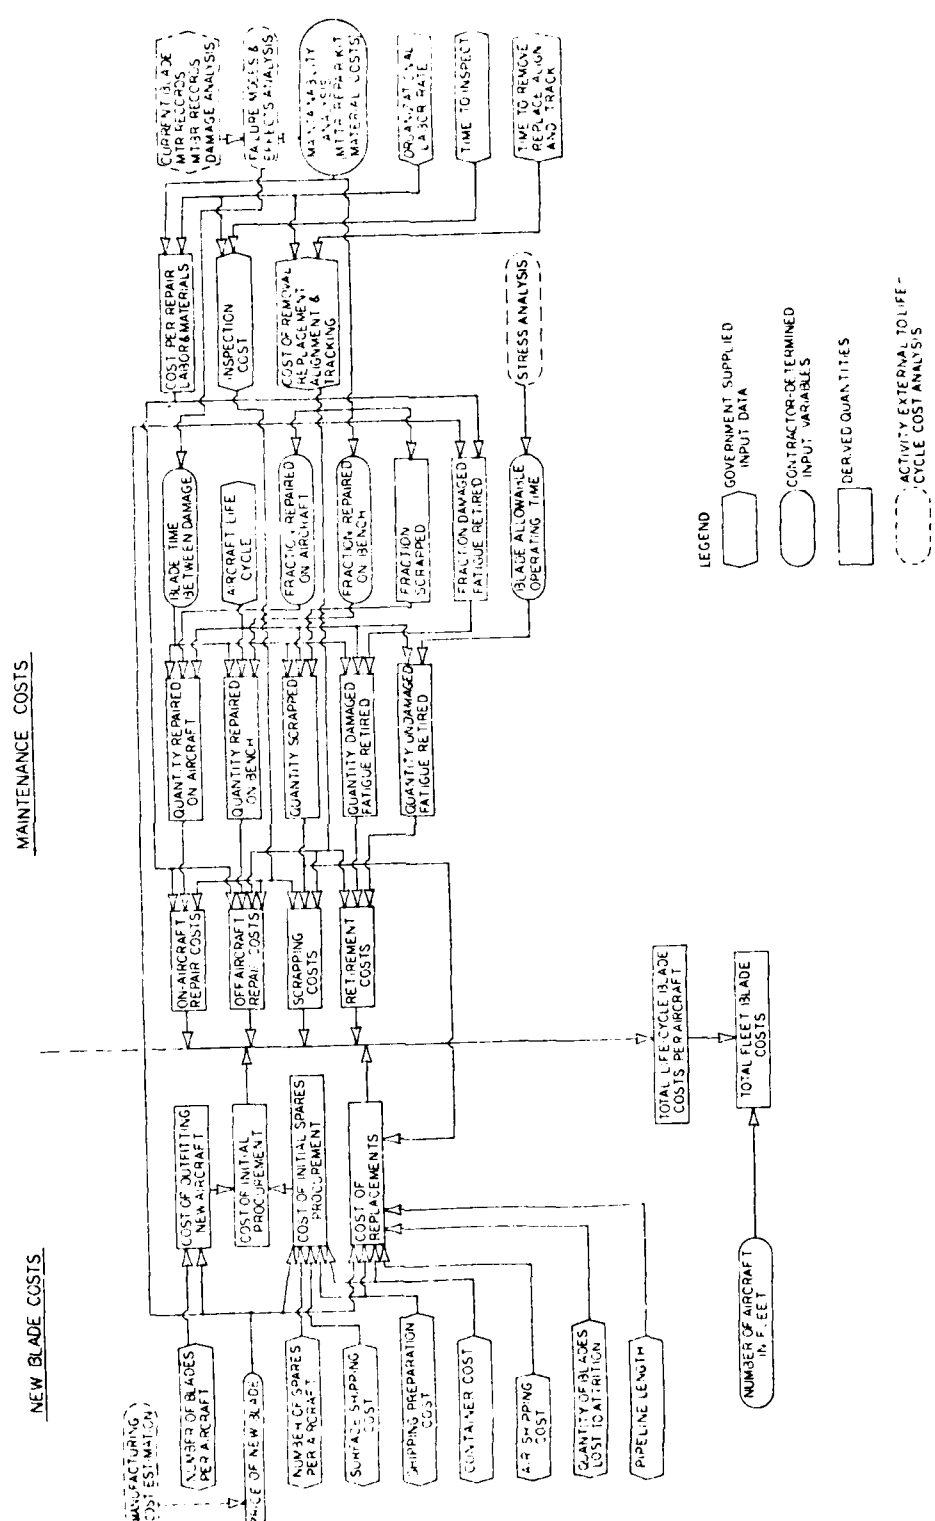 NEW BLADE COSTS
MANUFACTURING
COST ESTIMATION
NUMBER OF BLADES
PER AIRCRAFT
PRICE OF NEW BLADE
NUMBER OF SPARES
PER AIRCRAFT
SURFACE SHIPPING
COST
SHIPPING PREPARATION
COST
CONTAINER COST
AIR SHIPPING
COST
QUANTITY OF BLADES
LOST TO ATTRITION
PIPELINE LENGTH
NUMBER OF AIRCRAFT
IN FLEET
COST OF OUTFITTING
NEW AIRCRAFT
COST OF INITIAL
PROCUREMENT
COST OF INITIAL SPARES
PROCUREMENT
COST OF
REPLACEMENTS
TOTAL LIFE-CYCLE BLADE
COSTS PER AIRCRAFT
TOTAL FLEET BLADE
COSTS
MAINTENANCE COSTS
ON-AIRCRAFT
REPAIR COSTS
OFF AIRCRAFT
REPAIR COSTS
SCRAPPING
COSTS
RETIREMENT
COSTS
QUANTITY REPAIRED
ON AIRCRAFT
QUANTITY REPAIRED
ON BENCH
QUANTITY SCRAPPED
QUANTITY DAMAGED
FATIGUE RETIRED
QUANTITY UNDAMAGED
FATIGUE RETIRED
BLADE TIME
BETWEEN DAMAGE
AIRCRAFT LIFE
CYCLE
FRACTION REPAIRED
ON AIRCRAFT
FRACTION REPAIRED
ON BENCH
FRACTION
SCRAPPED
FRACTION DAMAGED
FATIGUE RETIRED
BLADE ALLOWABLE
OPERATING TIME
COST PER REPAIR
LABOR & MATERIALS
INSPECTION
COST
COST OF REMOVAL
REPLACEMENT
ALIGNMENT &
TRACKING
STRESS ANALYSIS
CURRENT BLADE
MTR RECORDS
MTBR RECORDS
DAMAGE ANALYSIS
FAILURE MODES &
EFFECTS ANALYSIS
MAINTAINABILITY
ANALYSIS
MTTR REPAIR KIT
MATERIAL COSTS
ORGANIZATIONAL
LABOR RATE
TIME TO INSPECT
TIME TO REMOVE
REPLACE ALIGN
AND TRACK
LEGEND
GOVERNMENT SUPPLIED
INPUT DATA
CONTRACTOR-DETERMINED
INPUT VARIABLES
DERIVED QUANTITIES
ACTIVITY EXTERNAL TO LIFE-
CYCLE COST ANALYSIS